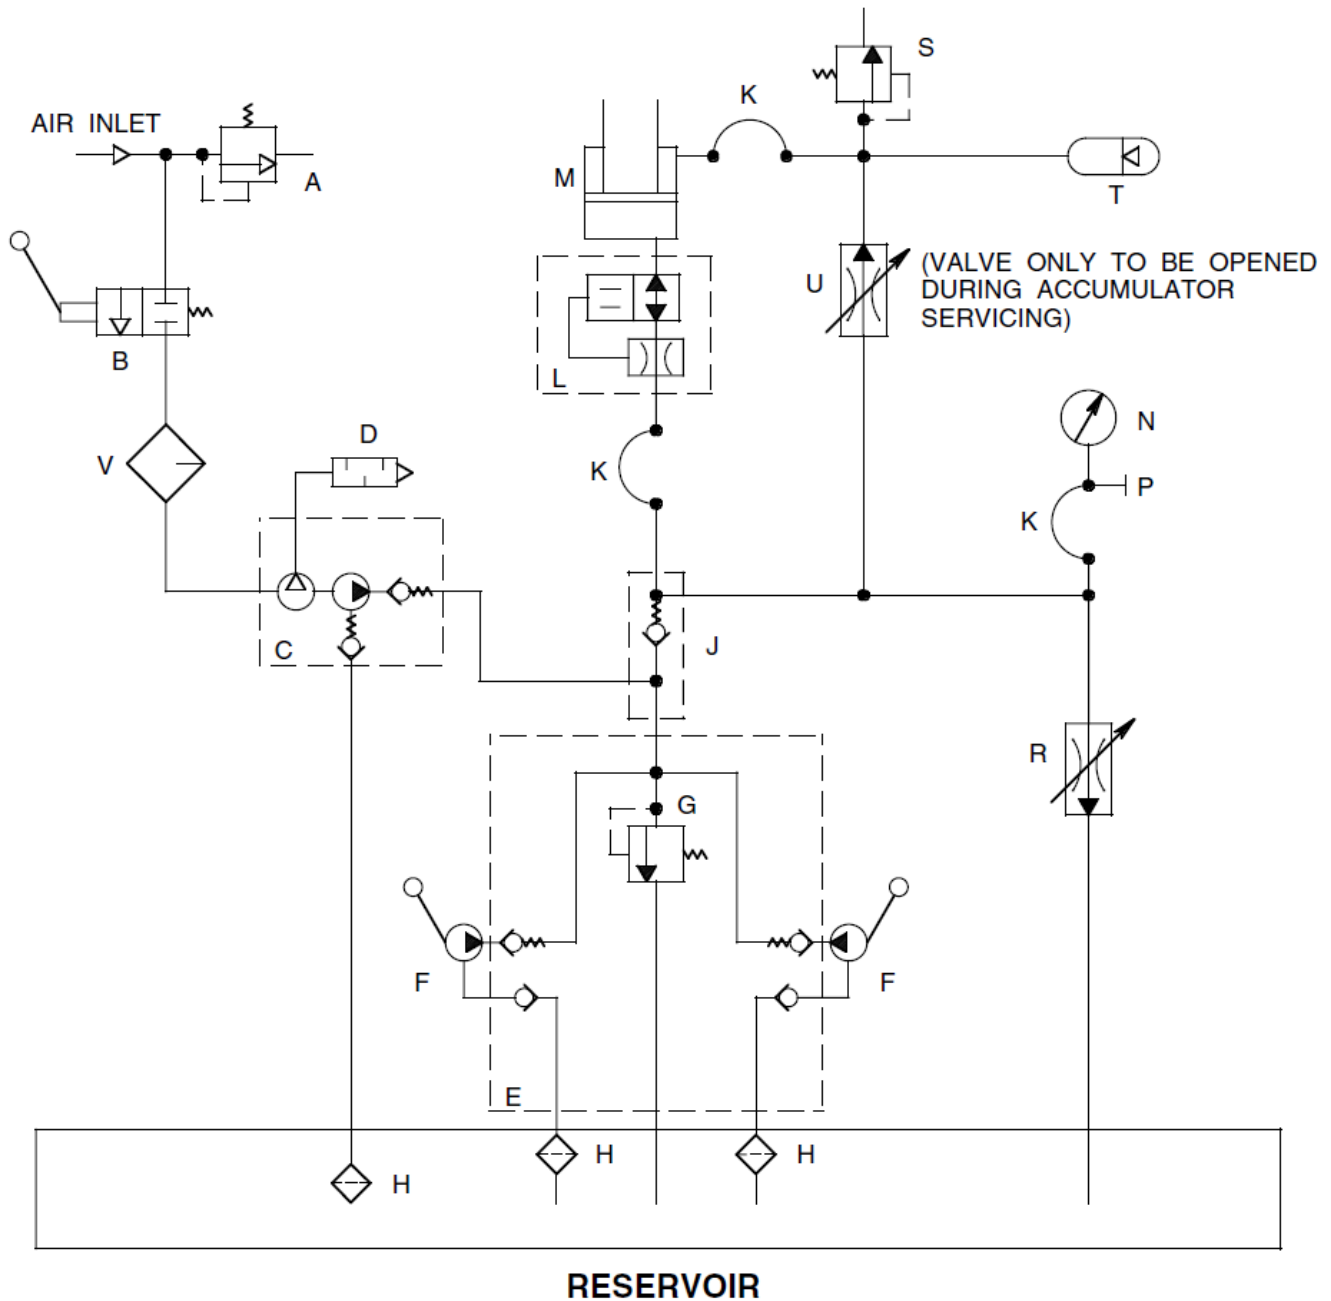 S
K
AIR INLET
A
M
T
U
(VALVE ONLY TO BE OPENED
DURING ACCUMULATOR
SERVICING)
B
L
N
D
V
K
P
K
C
J
R
G
F
F
E
H
H
H
RESERVOIR